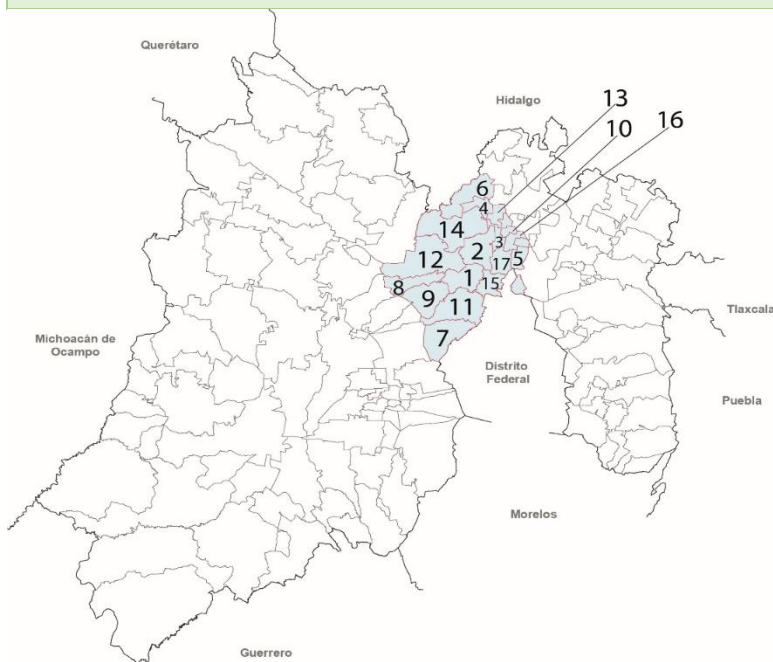 Querétaro
Hidalgo
13
10
16
6
4
14
3
2
12
17
5
1
8
15
9
11
7
Michoacán de
Ocampo
Tlaxcala
Distrito
Federal
Puebla
Morelos
Guerrero